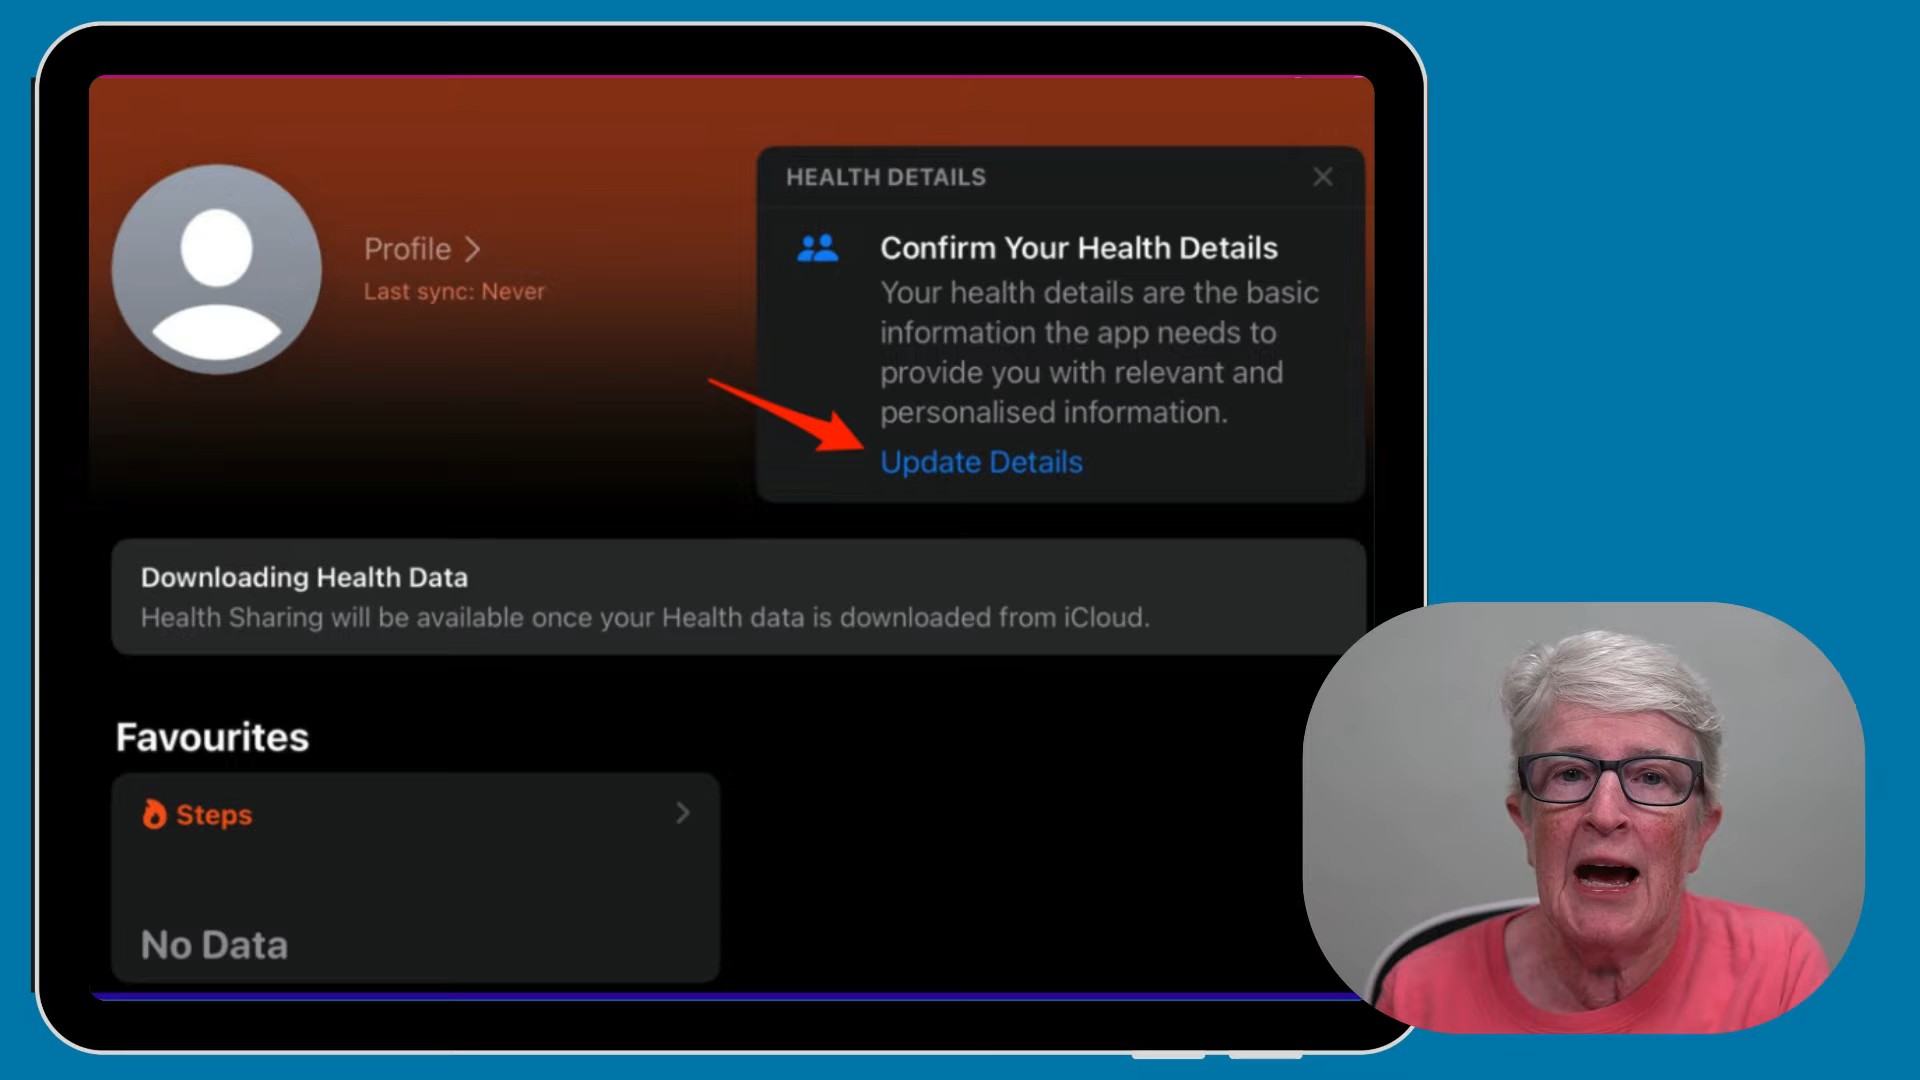 Profile
Last sync: Never
HEALTH DETAILS
Confirm Your Health Details
Your health details are the basic
information the app needs to
provide you with relevant and
personalised information.
Update Details
Downloading Health Data
Health Sharing will be available once your Health data is downloaded from iCloud.
Favourites
Steps
No Data